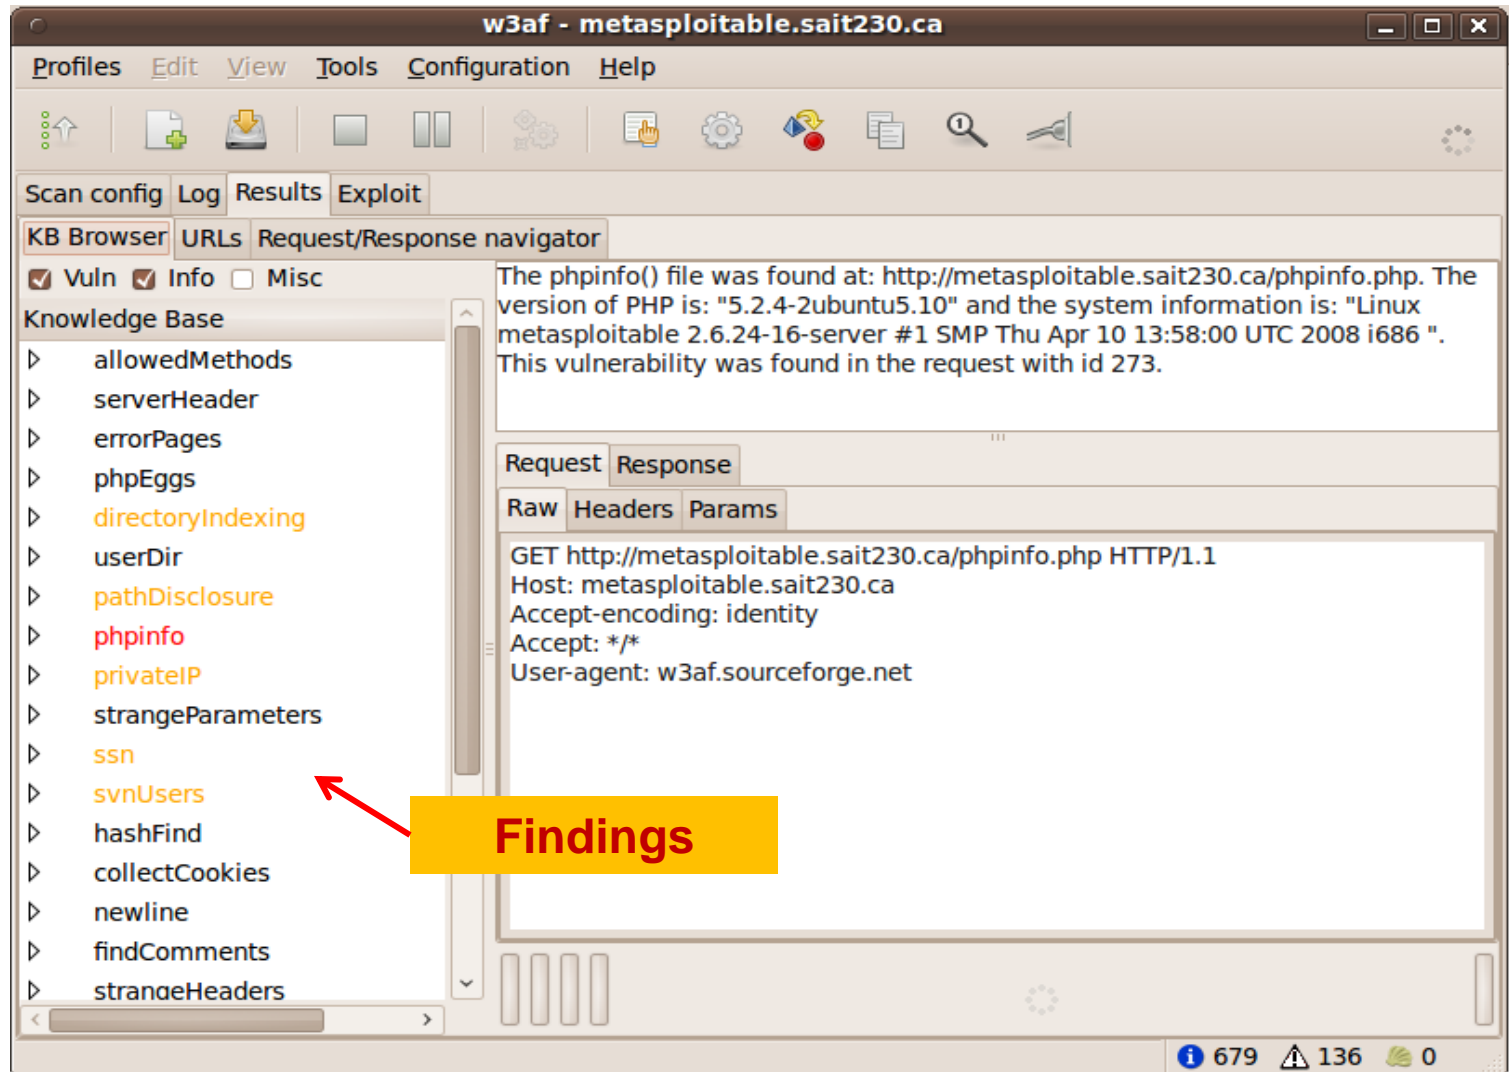 w3af - metasploitable.sait230.ca
Profiles Edit View Tools Configuration Help
1
Scan config Log Results Exploit
KB Browser URLs Request/Response navigator
Vuln Info Misc
Knowledge Base
allowedMethods
serverHeader
errorPages
phpEggs
directoryIndexing
userDir
pathDisclosure
phpinfo
privateIP
strangeParameters
ssn
svnUsers
hashFind
collectCookies
newline
findComments
strangeHeaders
The phpinfo() file was found at: http://metasploitable.sait230.ca/phpinfo.php. The
version of PHP is: "5.2.4-2ubuntu5.10" and the system information is: "Linux
metasploitable 2.6.24-16-server #1 SMP Thu Apr 10 13:58:00 UTC 2008 i686 ".
This vulnerability was found in the request with id 273.
Request Response
Raw Headers Params
GET http://metasploitable.sait230.ca/phpinfo.php HTTP/1.1
Host: metasploitable.sait230.ca
Accept-encoding: identity
Accept: */*
User-agent: w3af.sourceforge.net
Findings
679 136 0